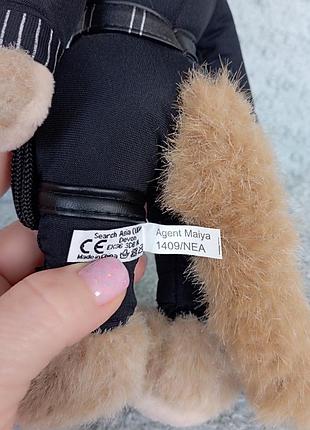 Search Asia
Devon
CE
Made in China
Agent Maiya
1409/NEA